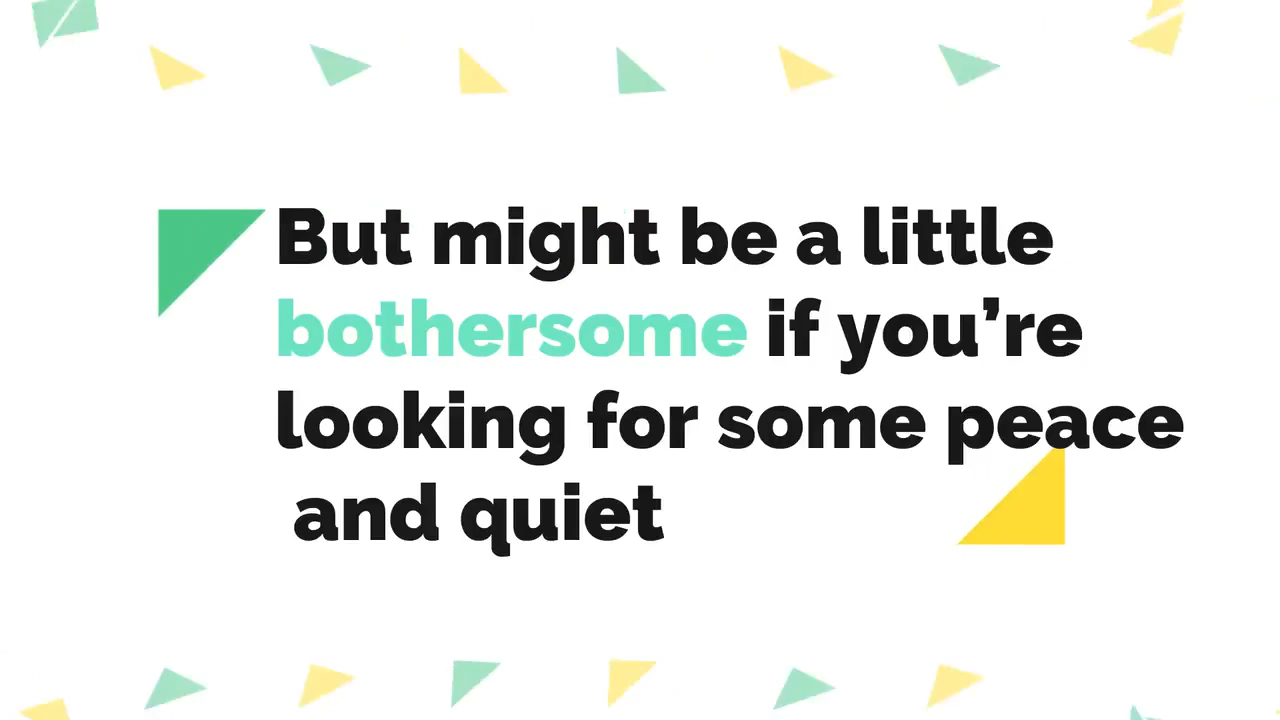 But might be a little
bothersome if you’re
looking for some peace
and quiet